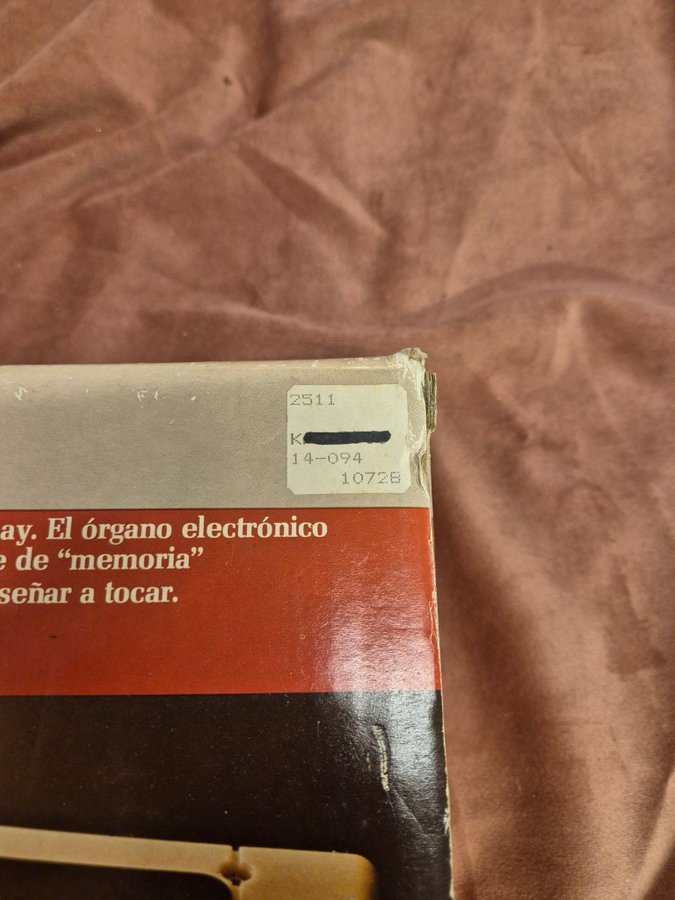 2511
K
14-094
10728
ay. El órgano electrónico
e de “memoria”
señar a tocar.